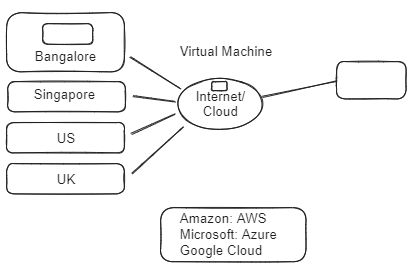 Virtual Machine
Bangalore
Singapore
US
UK
Internet/
Cloud
Amazon: AWS
Microsoft: Azure
Google Cloud